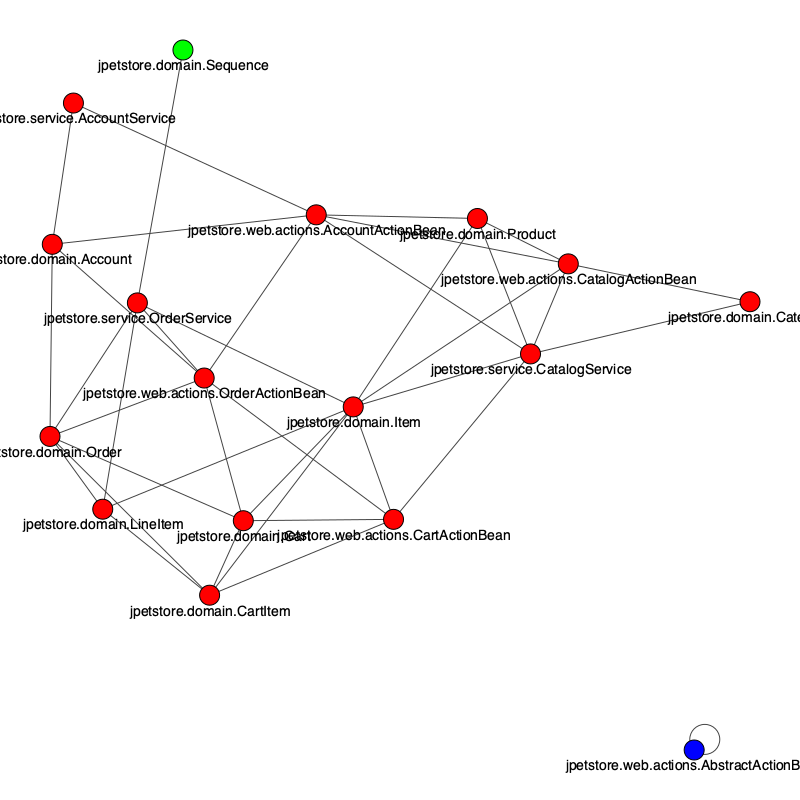 jpetstore.domain.Sequence
store.service.AccountService
jpetstore.web.actions.AccountActionBean
jpetstore.domain.Product
store.domain.Account
jpetstore.web.actions.CatalogActionBean
jpetstore.service.OrderService
jpetstore.domain.Cate
jpetstore.service.CatalogService
jpetstore.web.actions.OrderActionBean
jpetstore.domain.Item
tstore.domain.Order
jpetstore.domain.LineItem
jpetstore.domain.Cart
jpetstore.web.actions.CartActionBean
jpetstore.domain.CartItem
jpetstore.web.actions.AbstractActionB